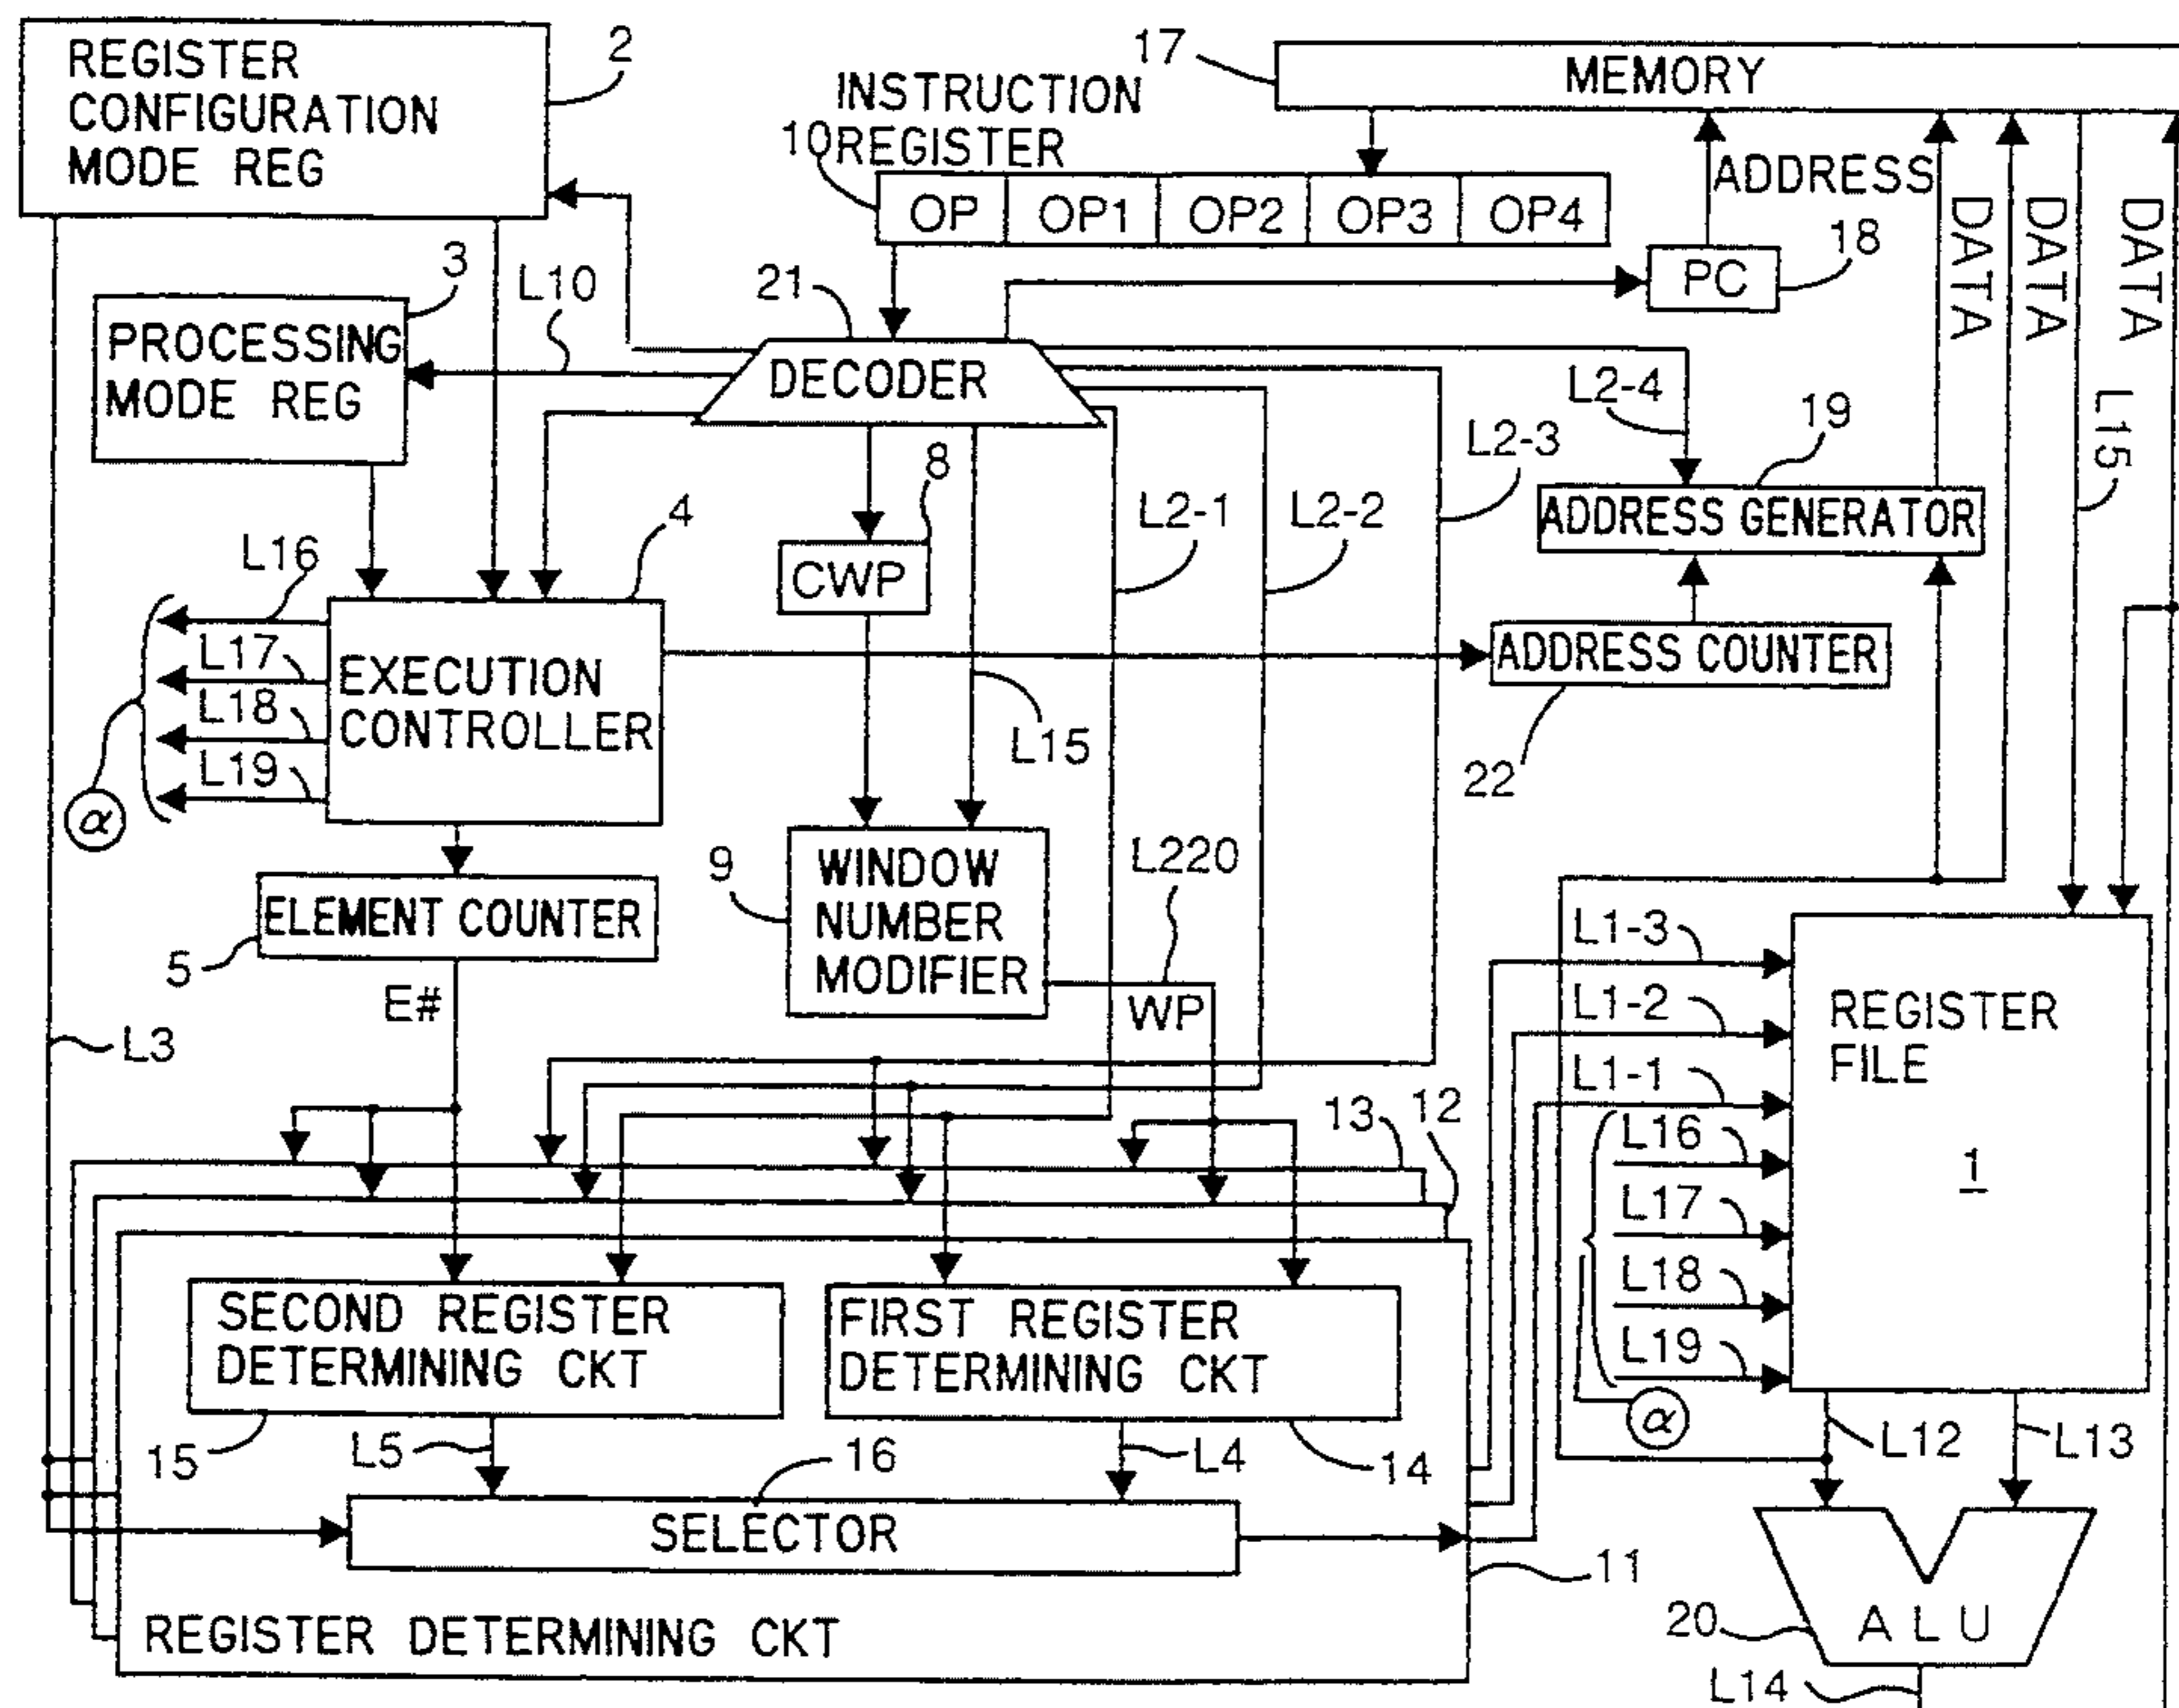 REGISTER
CONFIGURATION
MODE REG
2
17
MEMORY
INSTRUCTION
REGISTER
10
OP OP1 OP2 OP3 OP4
ADDRESS
DATA
DATA
DATA
PC
18
3
L10
21
PROCESSING
MODE REG
DECODER
L2-4
19
L15
L2-3
8
4
L2-1
L2-2
ADDRESS GENERATOR
L16
CWP
L17
EXECUTION
CONTROLLER
L18
L19
α
ADDRESS COUNTER
L15
22
9
WINDOW
NUMBER
MODIFIER
L220
WP
ELEMENT COUNTER
5
E#
L3
L1-3
L1-2
L1-1
REGISTER
FILE
1
L16
L17
L18
L19
α
13
12
SECOND REGISTER
DETERMINING CKT
FIRST REGISTER
DETERMINING CKT
15
L5
16
L4
14
L12
L13
SELECTOR
11
REGISTER DETERMINING CKT
20
ALU
L14